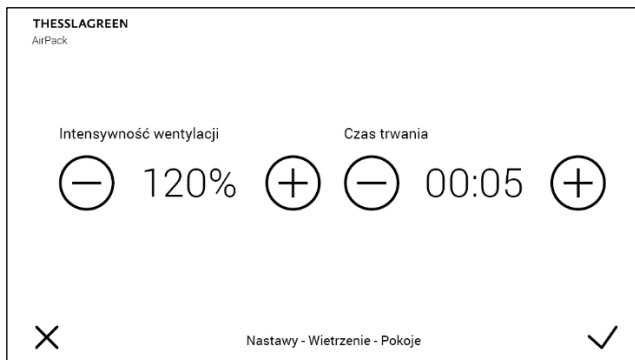 THESSLAGREEN
AirPack
Intensywność wentylacji
Czas trwania
120%
00:05
Nastawy - Wietrzenie - Pokoje